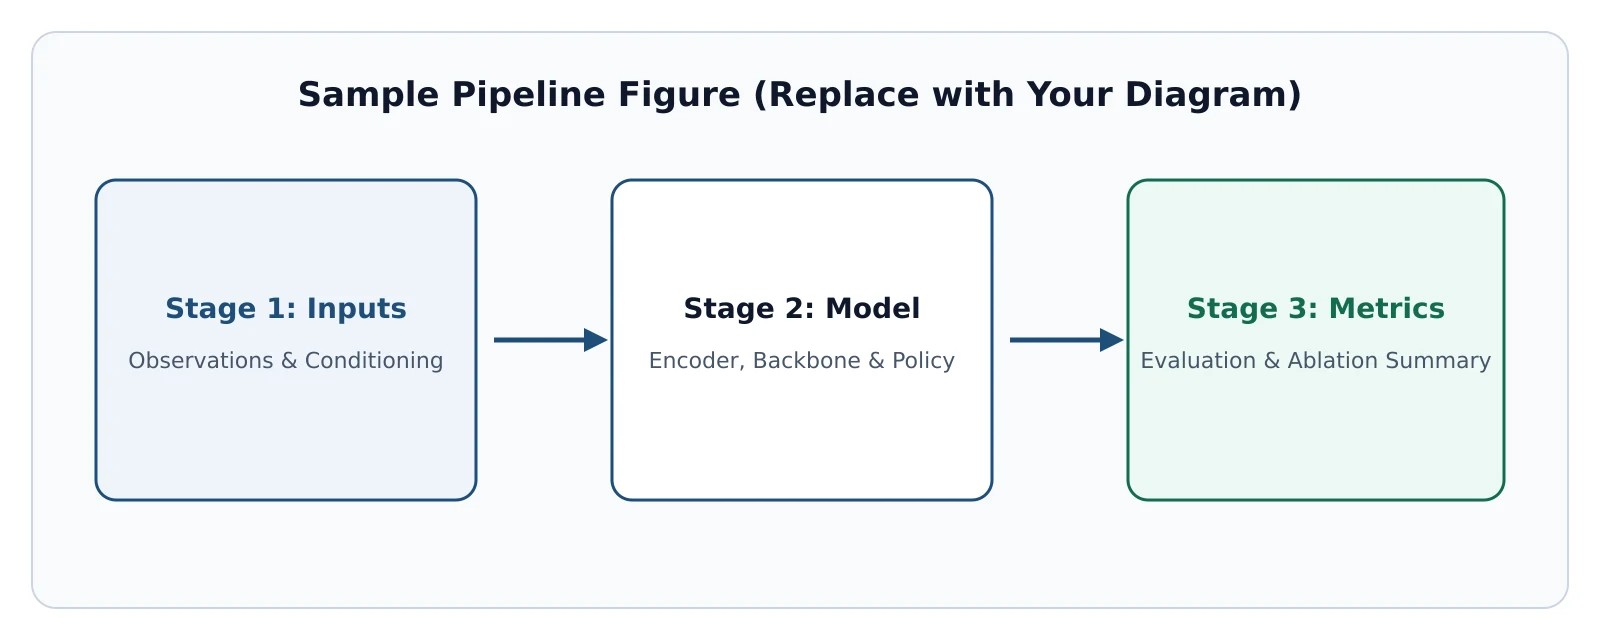 Sample Pipeline Figure (Replace with Your Diagram)
Stage 1: Inputs
Observations & Conditioning
Stage 2: Model
Encoder, Backbone & Policy
Stage 3: Metrics
Evaluation & Ablation Summary